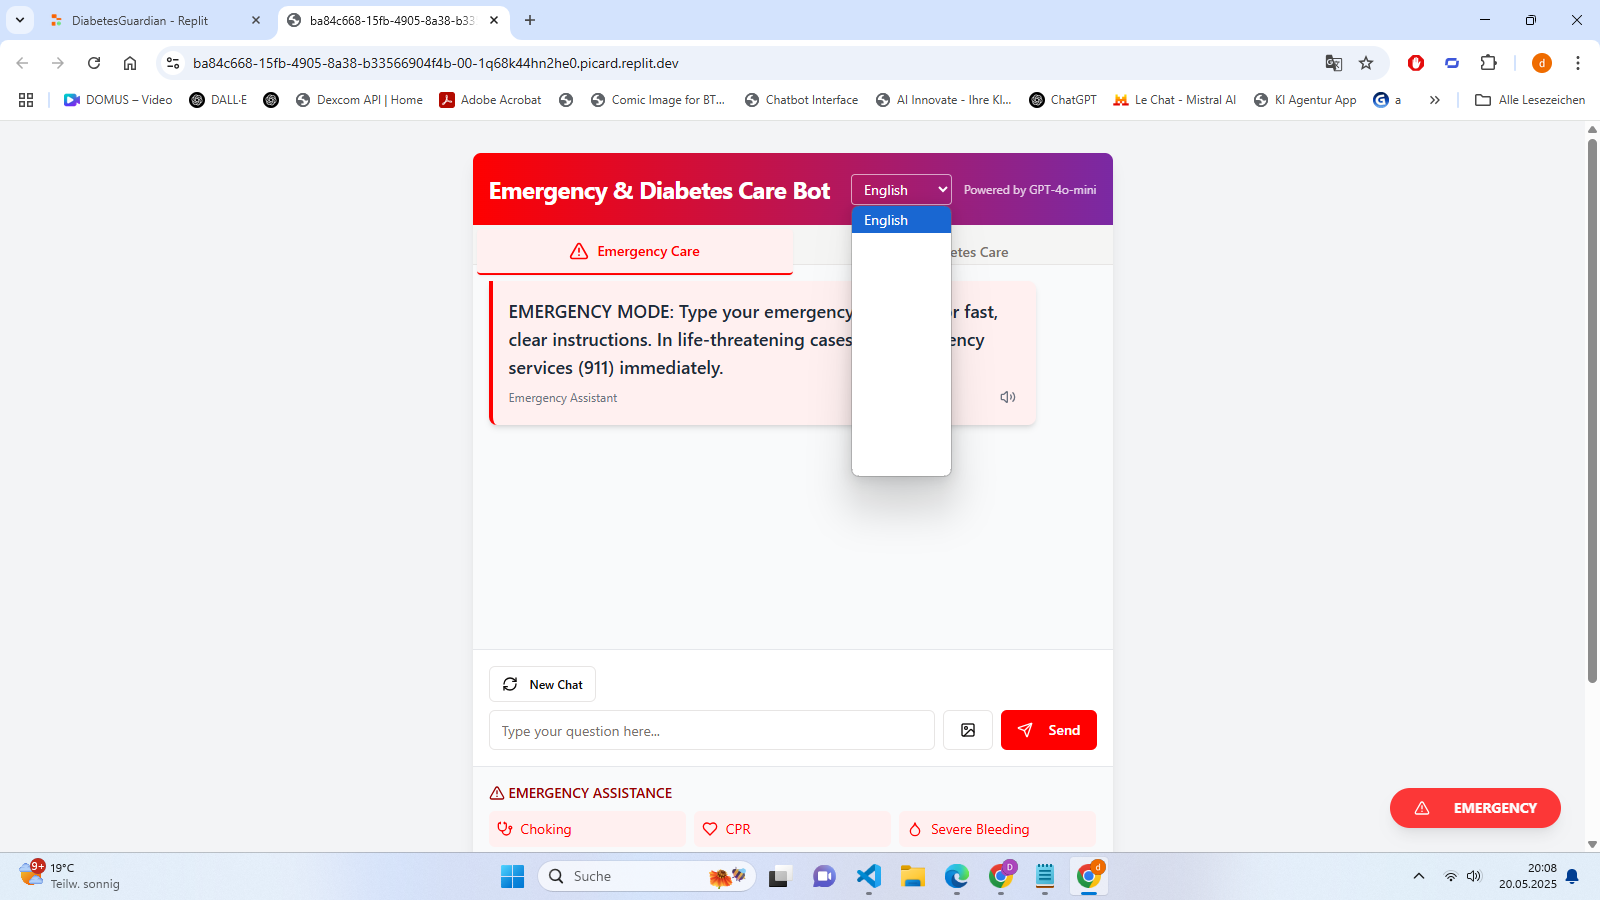 DiabetesGuardian - Replit
ba84c668-15fb-4905-8a38-b33
ba84c668-15fb-4905-8a38-b33566904f4b-00-1q68k44hn2he0.picard.replit.dev
d
DOMUS – Video
DALL·E
Dexcom API | Home
Adobe Acrobat
Comic Image for BT...
Chatbot Interface
AI Innovate - Ihre KI...
ChatGPT
Le Chat - Mistral AI
KI Agentur App
a
Alle Lesezeichen
Emergency & Diabetes Care Bot
English
Powered by GPT-4o-mini
English
Emergency Care
etes Care
EMERGENCY MODE: Type your emergency r fast,
clear instructions. In life-threatening cases ency
services (911) immediately.
Emergency Assistant
New Chat
Type your question here...
Send
EMERGENCY ASSISTANCE
Choking
CPR
Severe Bleeding
EMERGENCY
9+
19°C
Teilw. sonnig
Suche
D
d
20:08
20.05.2025